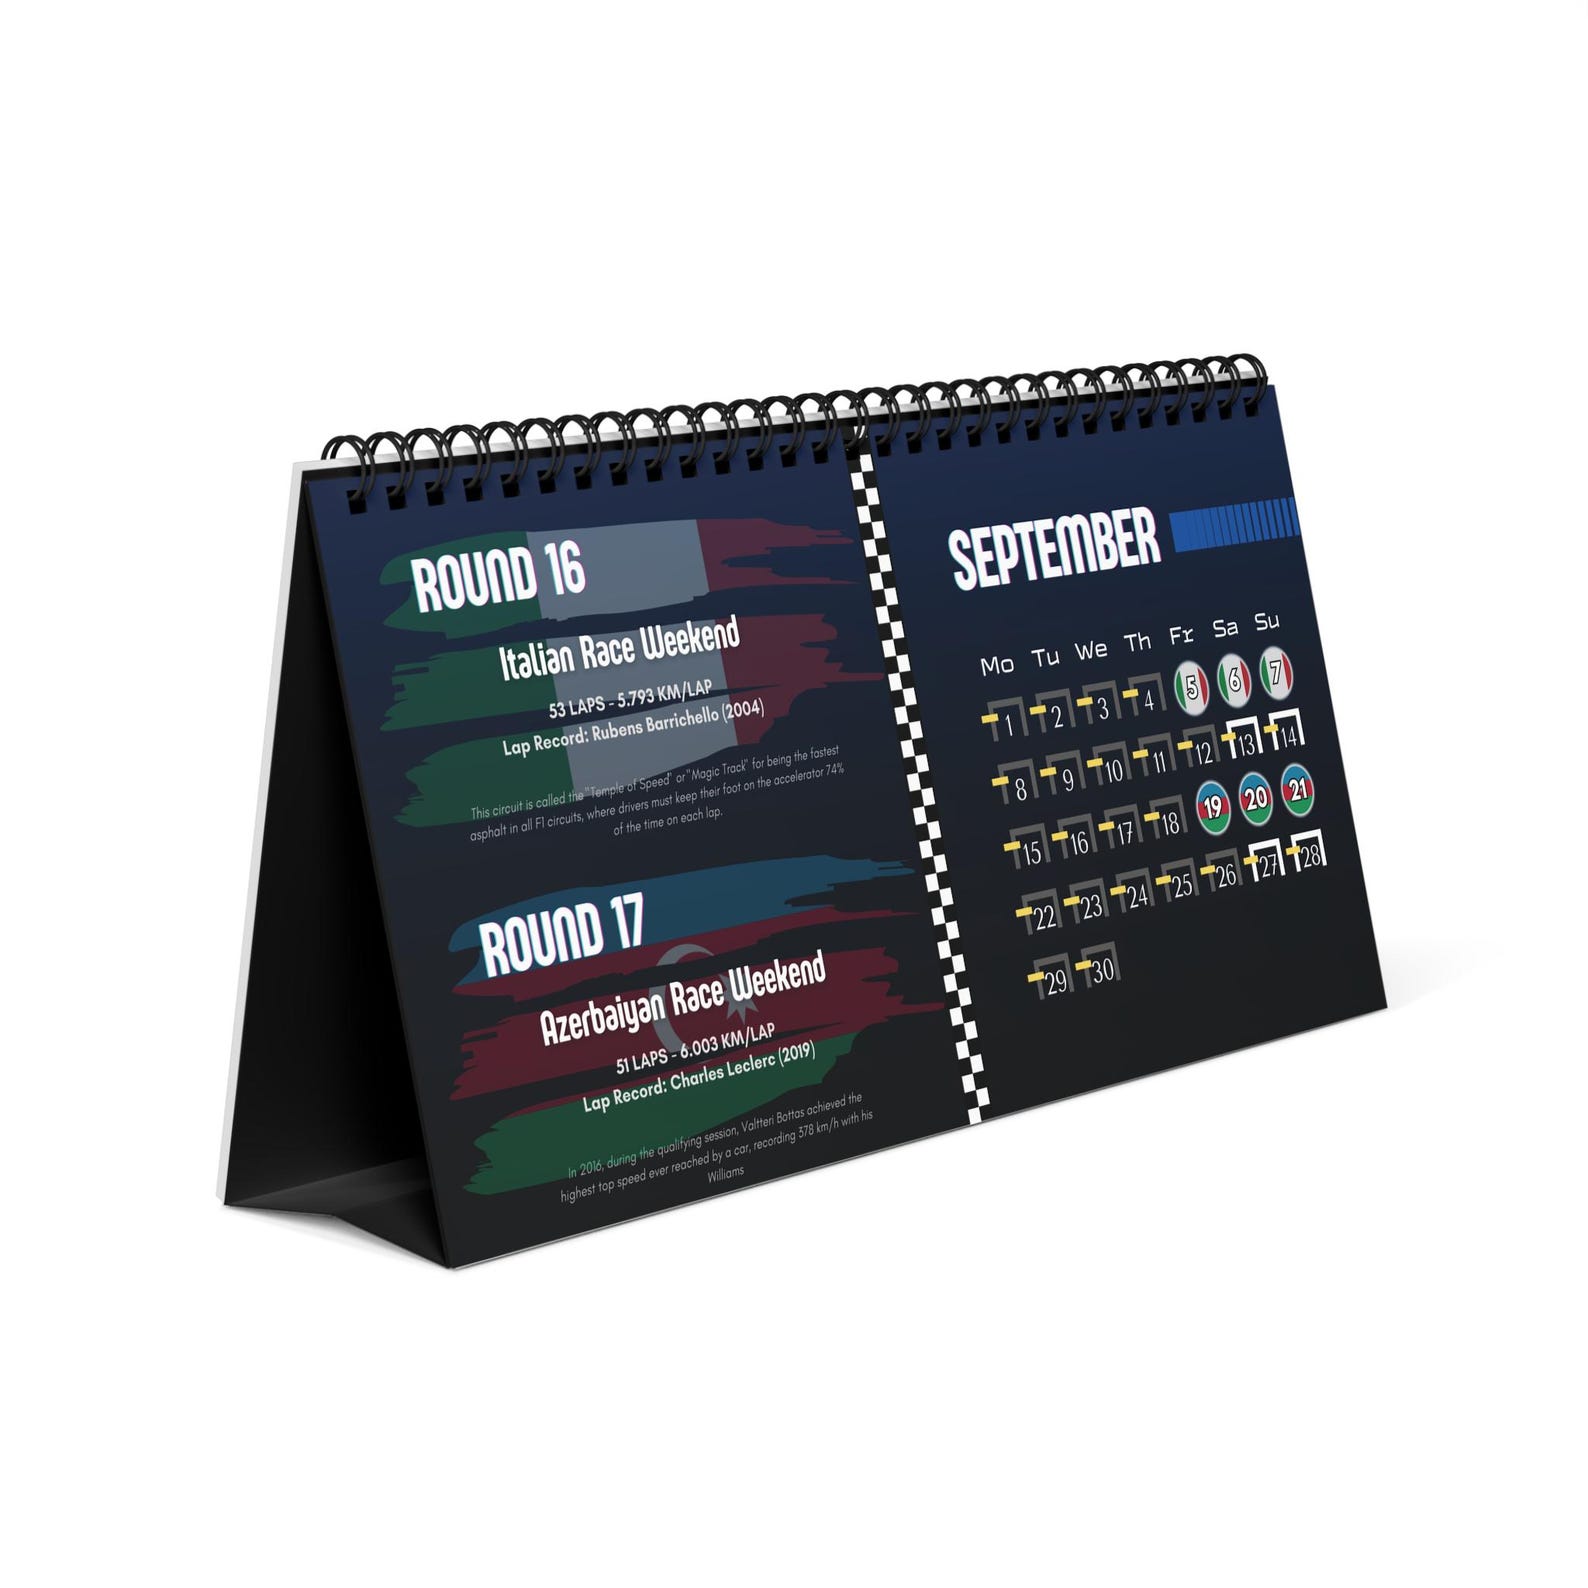 ROUND 16
Italian Race Weekend
53 LAPS - 5.793 KM/LAP
Lap Record: Rubens Barrichello (2004)
This circuit is called the "Temple of Speed" or "Magic Track" for being the fastest
asphalt in all F1 circuits, where drivers must keep their foot on the accelerator 74%
of the time on each lap.
ROUND 17
Azerbaiyan Race Weekend
51 LAPS - 6.003 KM/LAP
Lap Record: Charles Leclerc (2019)
In 2016, during the qualifying session, Valtteri Bottas achieved the
highest top speed ever reached by a car, recording 378 km/h with his
Williams
SEPTEMBER
Mo Tu We Th Fr Sa Su
1 2 3 4 5 6 7
8 9 10 11 12 13 14
15 16 17 18 19 20 21
22 23 24 25 26 27 28
29 30